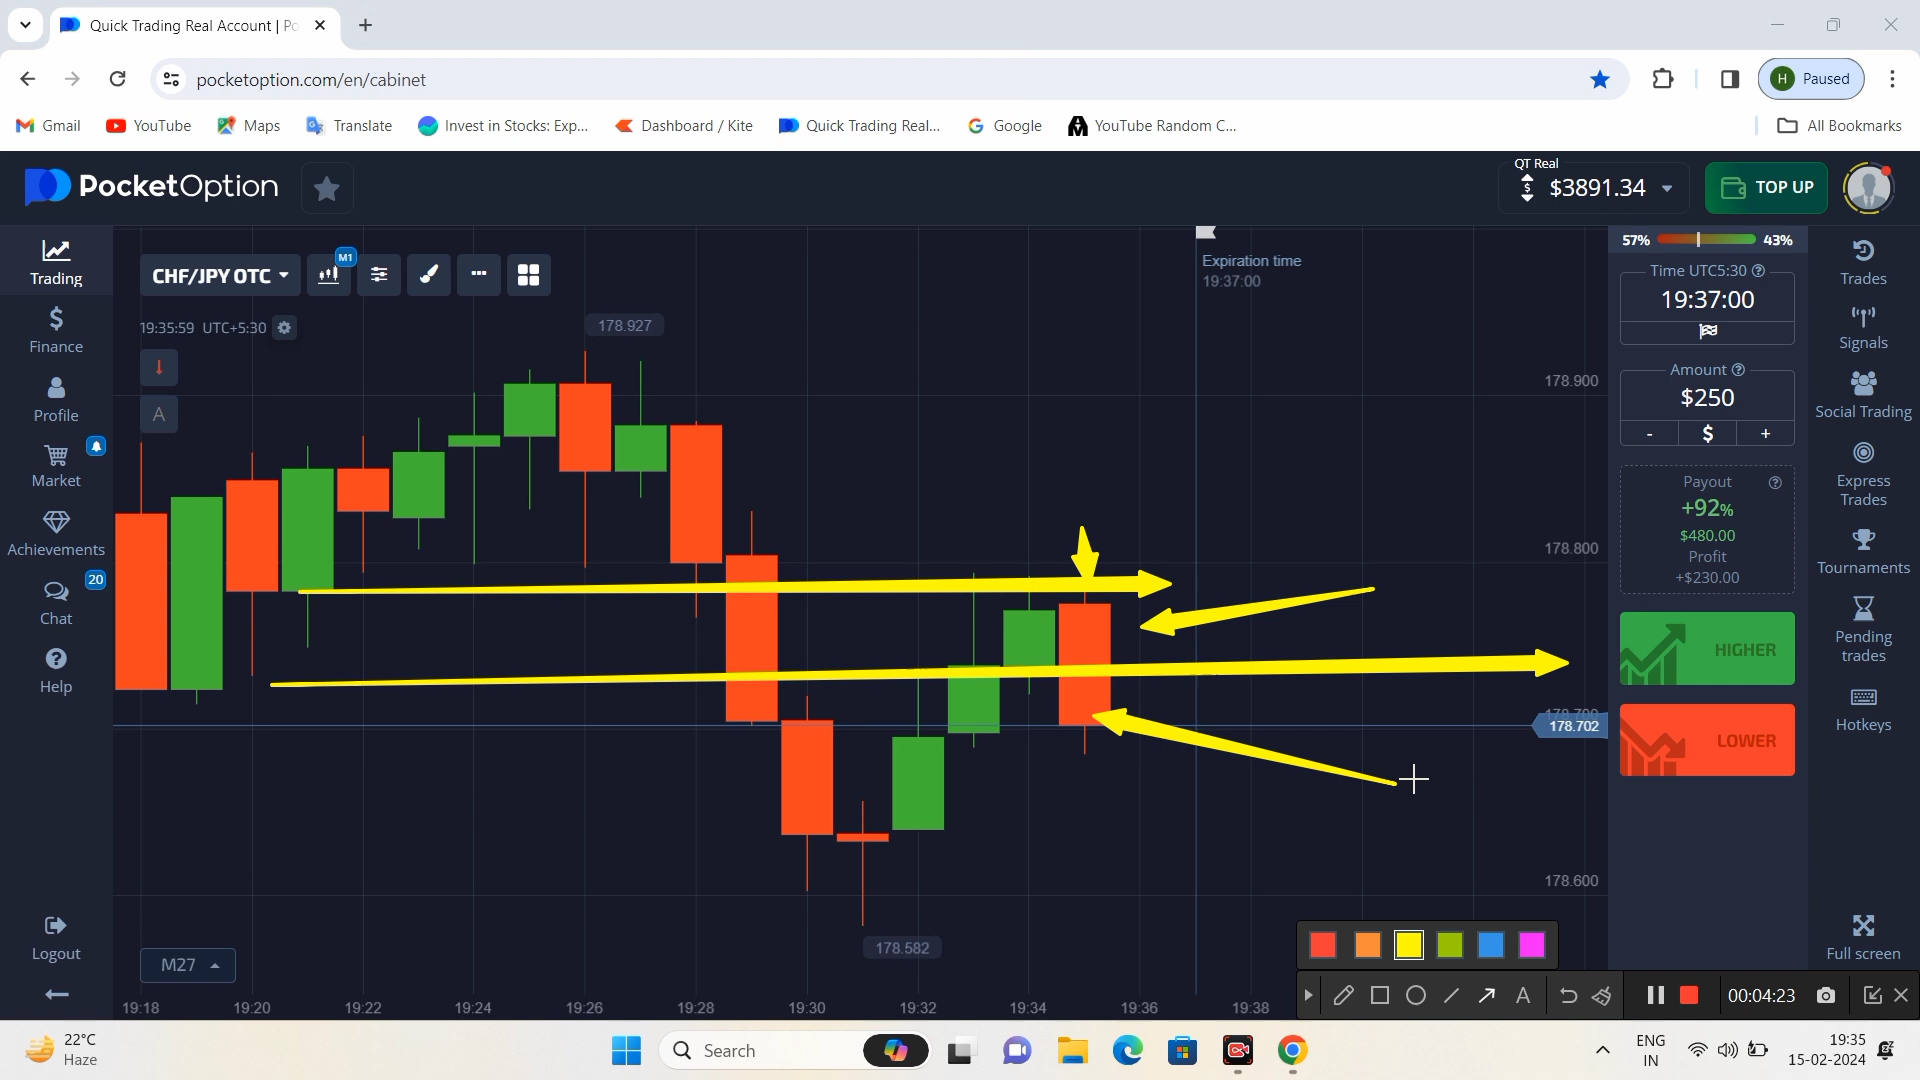 Quick Trading Real Account | Po
pocketoption.com/en/cabinet
H Paused
Gmail YouTube Maps Translate Invest in Stocks: Exp... Dashboard / Kite Quick Trading Real... Google YouTube Random C... All Bookmarks
PocketOption
QT Real
$3891.34
TOP UP
Trading
Finance
Profile
Market
Achievements
20
Chat
Help
Logout
CHF/JPY OTC
M1
19:35:59 UTC+5:30
A
178.927
Expiration time
19:37:00
178.900
178.800
178.700
178.702
178.600
178.582
M27
19:18 19:20 19:22 19:24 19:26 19:28 19:30 19:32 19:34 19:36 19:38
57% 43%
Time UTC5:30
19:37:00
Amount
$250
- $ +
Payout
+92%
$480.00
Profit
+$230.00
HIGHER
LOWER
Trades
Signals
Social Trading
Express
Trades
Tournaments
Pending
trades
Hotkeys
Full screen
A
00:04:23
22°C
Haze
Search
ENG
IN
19:35
15-02-2024